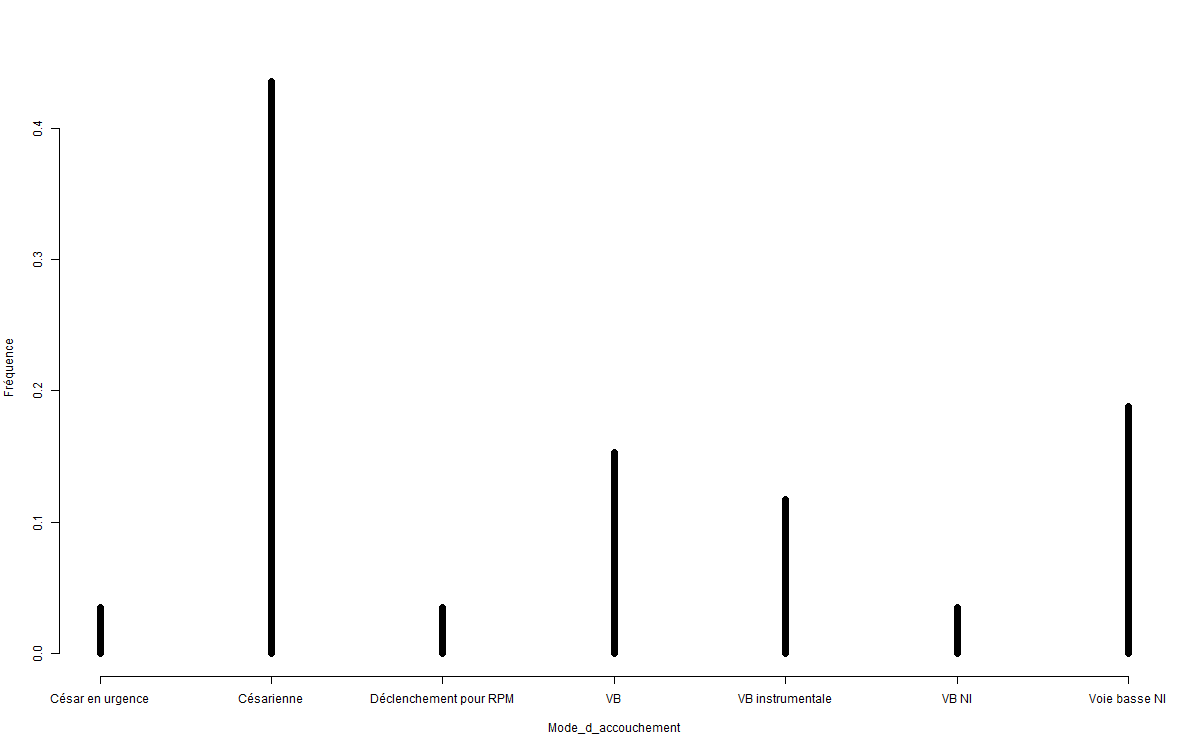 0.4
0.3
0.2
0.1
0.0
Fréquence
César en urgence
Césarienne
Déclenchement pour RPM
VB
VB instrumentale
VB NI
Voie basse NI
Mode_d_accouchement